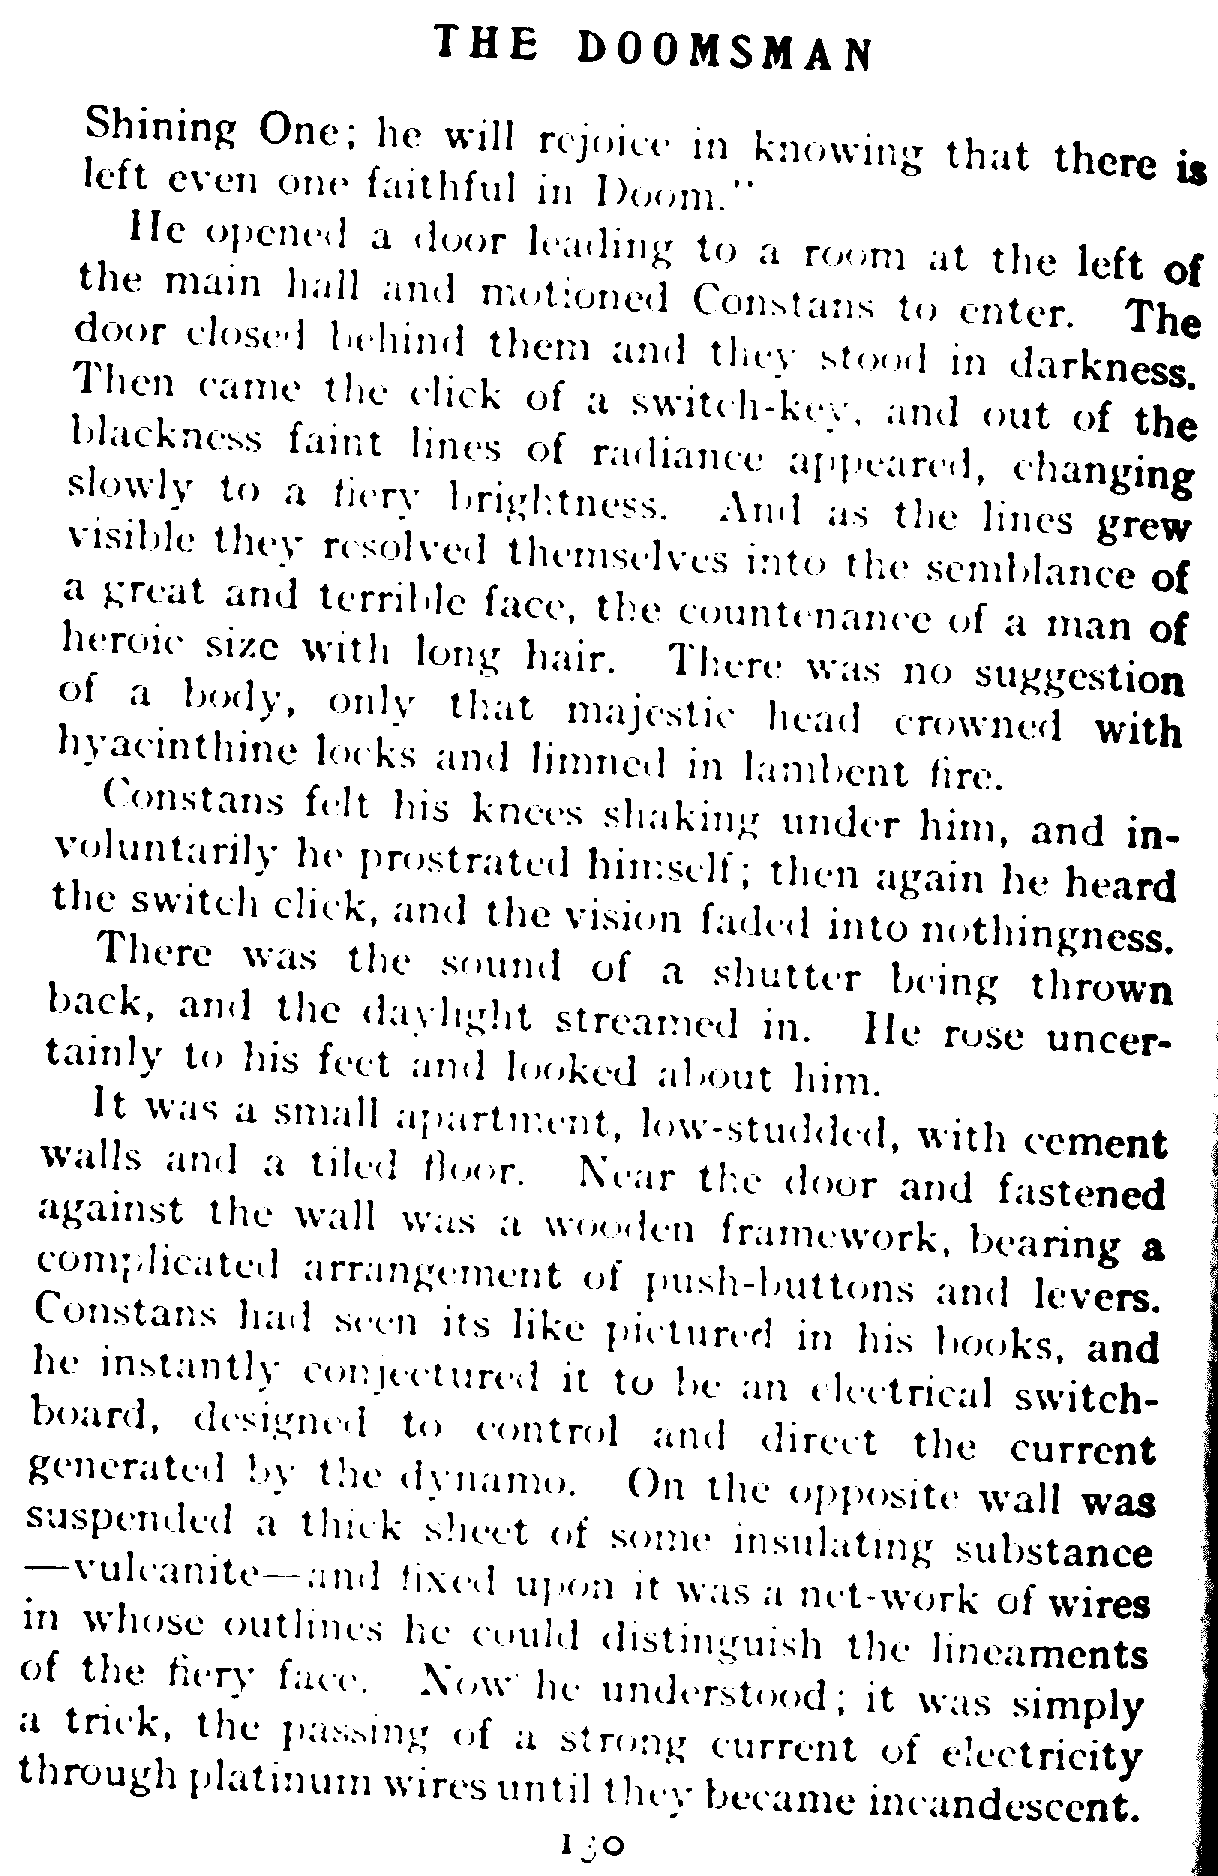 THE DOOMSMAN
Shining One; he will rejoice in knowing that there is
left even one faithful in Doom."
He opened a door leading to a room at the left of
the main hall and motioned Constans to enter. The
door closed behind them and they stood in darkness.
Then came the click of a switch-key, and out of the
blackness faint lines of radiance appeared, changing
slowly to a fiery brightness. And as the lines grew
visible they resolved themselves into the semblance of
a great and terrible face, the countenance of a man of
heroic size with long hair. There was no suggestion
of a body, only that majestic head crowned with
hyacinthine locks and limned in lambent fire.
Constans felt his knees shaking under him, and in-
voluntarily he prostrated himself; then again he heard
the switch click, and the vision faded into nothingness.
There was the sound of a shutter being thrown
back, and the daylight streamed in. He rose uncer-
tainly to his feet and looked about him.
It was a small apartment, low-studded, with cement
walls and a tiled floor. Near the door and fastened
against the wall was a wooden framework, bearing a
complicated arrangement of push-buttons and levers.
Constans had seen its like pictured in his books, and
he instantly conjectured it to be an electrical switch-
board, designed to control and direct the current
generated by the dynamo. On the opposite wall was
suspended a thick sheet of some insulating substance
—vulcanite—and fixed upon it was a net-work of wires
in whose outlines he could distinguish the lineaments
of the fiery face. Now he understood; it was simply
a trick, the passing of a strong current of electricity
through platinum wires until they became incandescent.